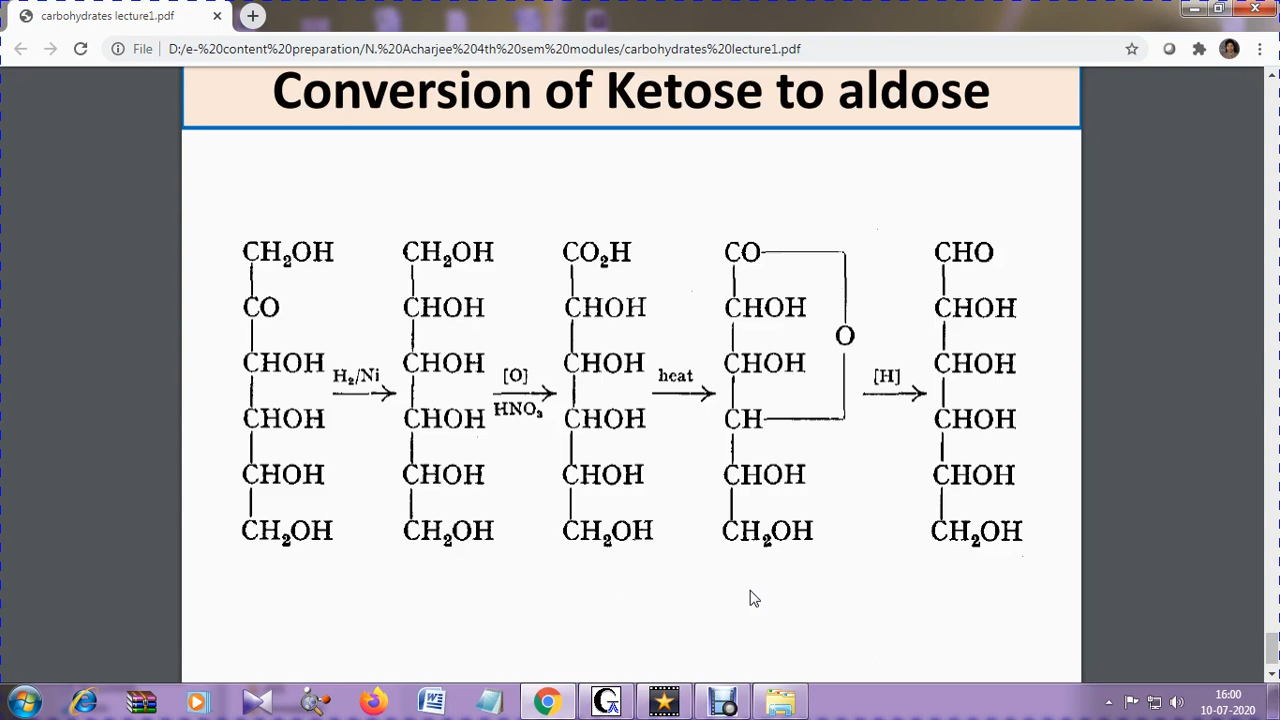 carbohydrates lecture1.pdf
File D:/e-%20content%20preparation/N.%20Acharjee%204th%20sem%20modules/carbohydrates%20lecture1.pdf
Conversion of Ketose to aldose
CH₂OH CH₂OH CO₂H CO CHO
CO CHOH CHOH CHOH CHOH
O
CHOH CHOH CHOH CHOH CHOH
H₂/Ni [O] heat [H]
HNO₃
CHOH CHOH CHOH CH CHOH
CHOH CHOH CHOH CHOH CHOH
CH₂OH CH₂OH CH₂OH CH₂OH CH₂OH
16:00
10-07-2020